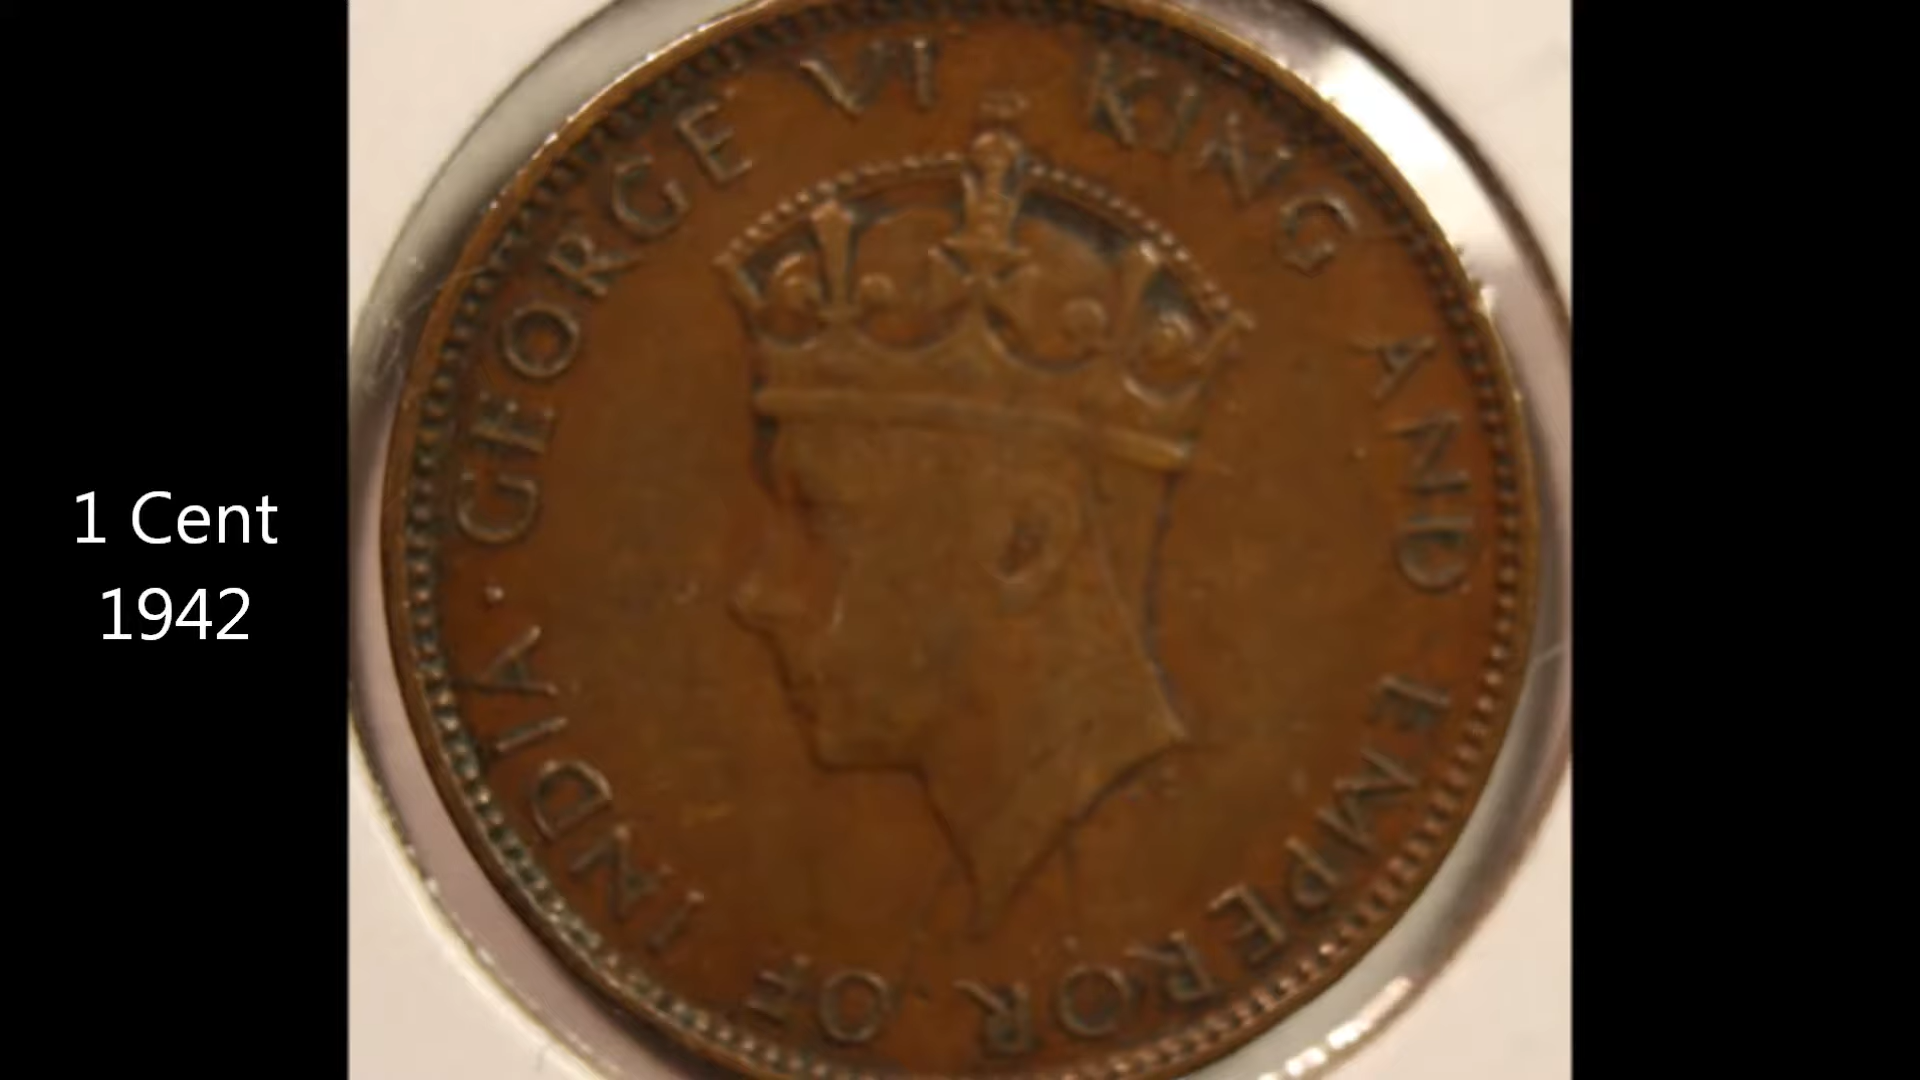 1 Cent
1942
GEORGE VI KING AND EMPEROR OF INDIA ·